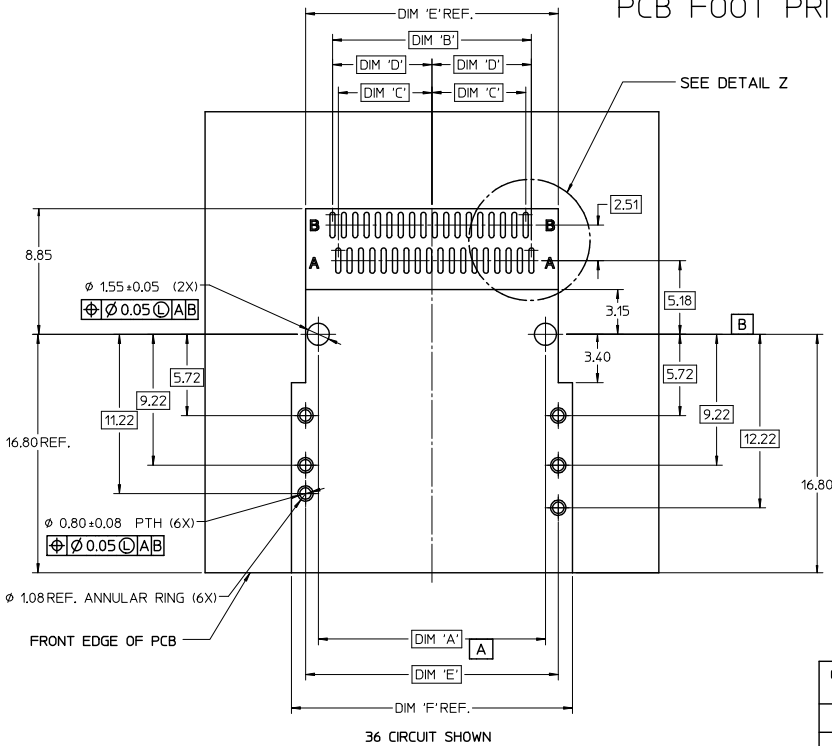 PCB FOOT PRI
DIM 'E' REF.
DIM 'B'
DIM 'D' DIM 'D'
DIM 'C' DIM 'C'
SEE DETAIL Z
2.51
B B
A A
8.85
⌀ 1.55±0.05 (2X)
⌖ ⌀ 0.05 Ⓛ A B
5.18
3.15
B
3.40
5.72
5.72
9.22
9.22
11.22
12.22
16.80 REF.
16.80
⌀ 0.80±0.08 PTH (6X)
⌖ ⌀ 0.05 Ⓛ A B
⌀ 1.08 REF. ANNULAR RING (6X)
FRONT EDGE OF PCB
DIM 'A'
A
DIM 'E'
DIM 'F' REF.
36 CIRCUIT SHOWN